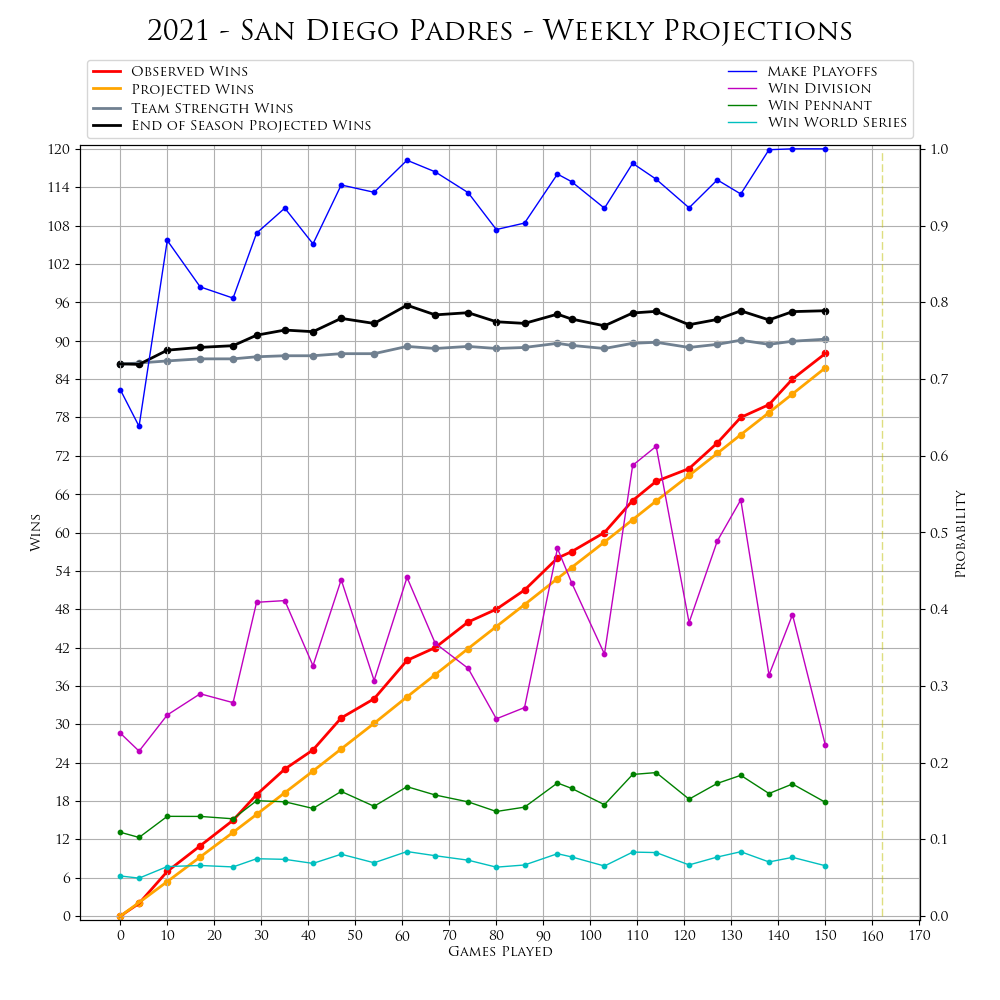 2021 - San Diego Padres - Weekly Projections
Observed Wins
Projected Wins
Team Strength Wins
End of Season Projected Wins
Make Playoffs
Win Division
Win Pennant
Win World Series
120
114
108
102
96
90
84
78
72
66
60
54
48
42
36
30
24
18
12
6
0
Wins
1.0
0.9
0.8
0.7
0.6
0.5
0.4
0.3
0.2
0.1
0.0
Probability
0 10 20 30 40 50 60 70 80 90 100 110 120 130 140 150 160 170
Games Played